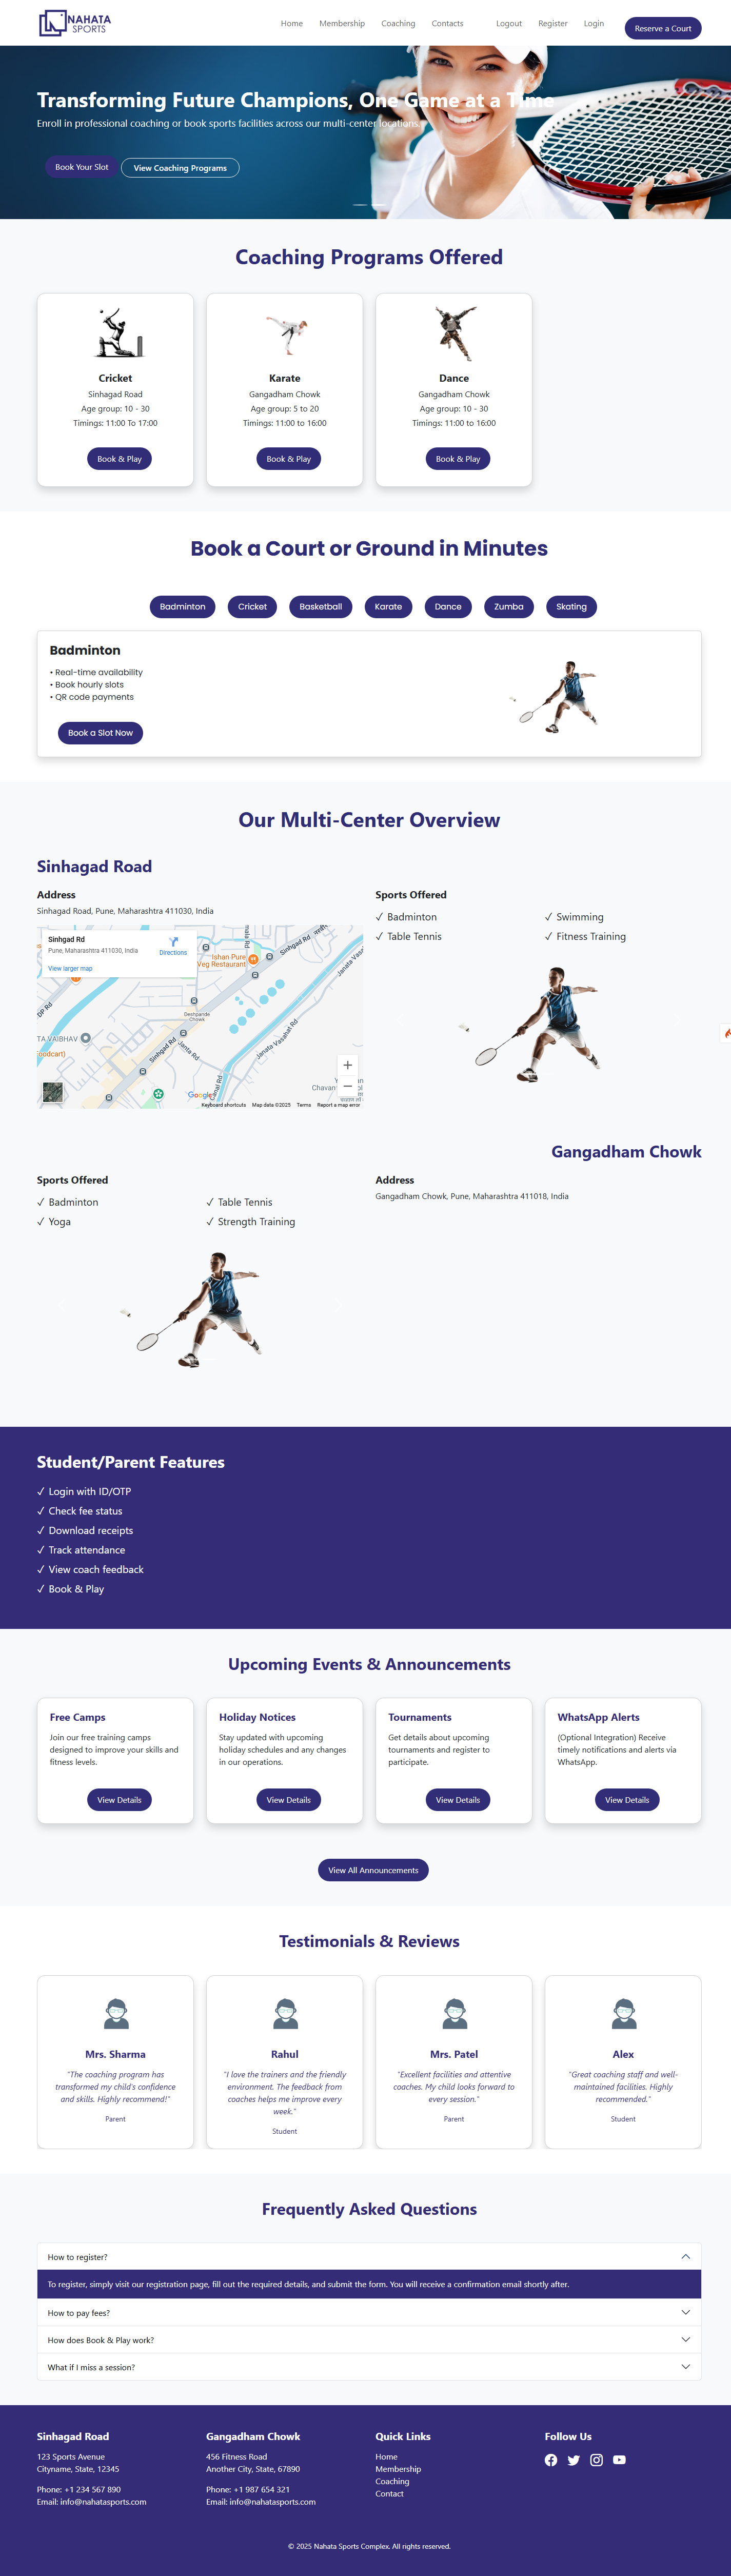 NAHATA
SPORTS
Home Membership Coaching Contacts Logout Register Login Reserve a Court
Transforming Future Champions, One Game at a Time
Enroll in professional coaching or book sports facilities across our multi-center locations.
Book Your Slot View Coaching Programs
Coaching Programs Offered
Cricket
Sinhagad Road
Age group: 10 - 30
Timings: 11:00 To 17:00
Book & Play
Karate
Gangadham Chowk
Age group: 5 to 20
Timings: 11:00 to 16:00
Book & Play
Dance
Gangadham Chowk
Age group: 10 - 30
Timings: 11:00 to 16:00
Book & Play
Book a Court or Ground in Minutes
Badminton Cricket Basketball Karate Dance Zumba Skating
Badminton
• Real-time availability
• Book hourly slots
• QR code payments
Book a Slot Now
Our Multi-Center Overview
Sinhagad Road
Address
Sinhagad Road, Pune, Maharashtra 411030, India
Sinhgad Rd
Pune, Maharashtra 411030, India
Directions
View larger map
Ishan Pure
Veg Restaurant
Sinhgad Rd
Janata Vasahat Rd
Deshpande
Chowk
DP Rd
TA VAIBHAV
oodcart)
Sinhgad Rd
Janta Rd
Janata Vasahat Rd
Canal Rd
Chavan
Google
Keyboard shortcuts Map data ©2025 Terms Report a map error
Sports Offered
✓ Badminton ✓ Swimming
✓ Table Tennis ✓ Fitness Training
Gangadham Chowk
Sports Offered
✓ Badminton ✓ Table Tennis
✓ Yoga ✓ Strength Training
Address
Gangadham Chowk, Pune, Maharashtra 411018, India
Student/Parent Features
✓ Login with ID/OTP
✓ Check fee status
✓ Download receipts
✓ Track attendance
✓ View coach feedback
✓ Book & Play
Upcoming Events & Announcements
Free Camps
Join our free training camps
designed to improve your skills and
fitness levels.
View Details
Holiday Notices
Stay updated with upcoming
holiday schedules and any changes
in our operations.
View Details
Tournaments
Get details about upcoming
tournaments and register to
participate.
View Details
WhatsApp Alerts
(Optional Integration) Receive
timely notifications and alerts via
WhatsApp.
View Details
View All Announcements
Testimonials & Reviews
Mrs. Sharma
"The coaching program has
transformed my child's confidence
and skills. Highly recommend!"
Parent
Rahul
"I love the trainers and the friendly
environment. The feedback from
coaches helps me improve every
week."
Student
Mrs. Patel
"Excellent facilities and attentive
coaches. My child looks forward to
every session."
Parent
Alex
"Great coaching staff and well-
maintained facilities. Highly
recommended."
Student
Frequently Asked Questions
How to register?
To register, simply visit our registration page, fill out the required details, and submit the form. You will receive a confirmation email shortly after.
How to pay fees?
How does Book & Play work?
What if I miss a session?
Sinhagad Road
123 Sports Avenue
Cityname, State, 12345
Phone: +1 234 567 890
Email: info@nahatasports.com
Gangadham Chowk
456 Fitness Road
Another City, State, 67890
Phone: +1 987 654 321
Email: info@nahatasports.com
Quick Links
Home
Membership
Coaching
Contact
Follow Us
© 2025 Nahata Sports Complex. All rights reserved.